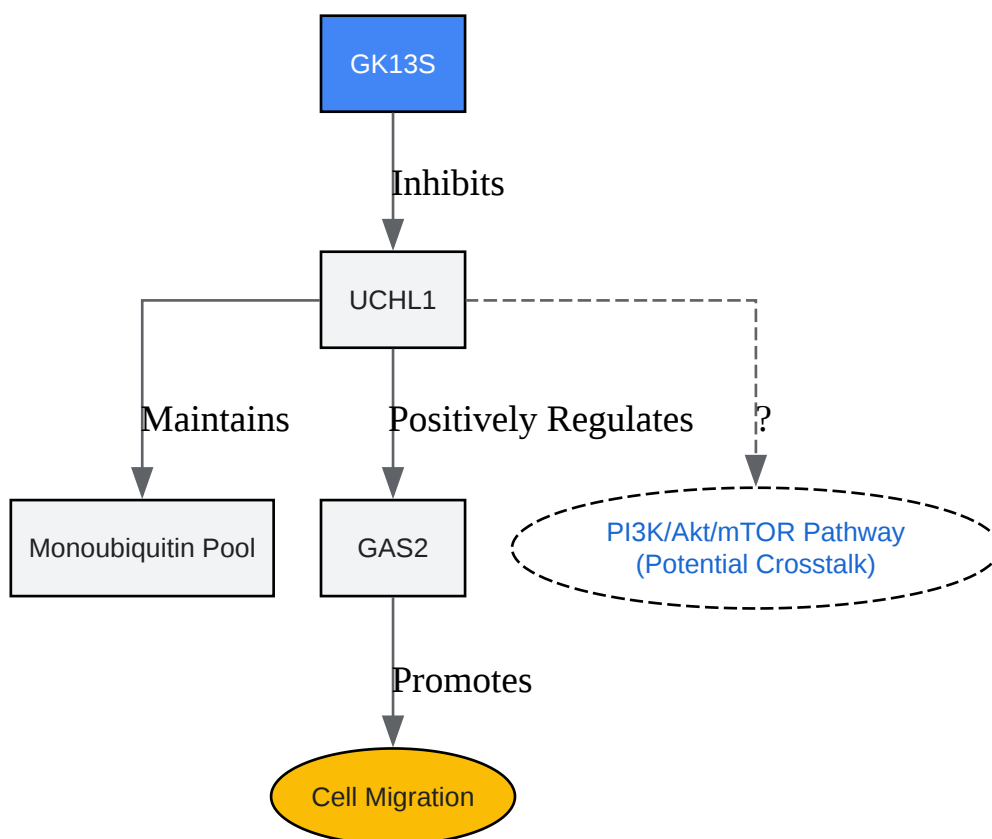 GK13S
Inhibits
UCHL1
Maintains
Positively Regulates
?
Monoubiquitin Pool
GAS2
PI3K/Akt/mTOR Pathway
(Potential Crosstalk)
Promotes
Cell Migration